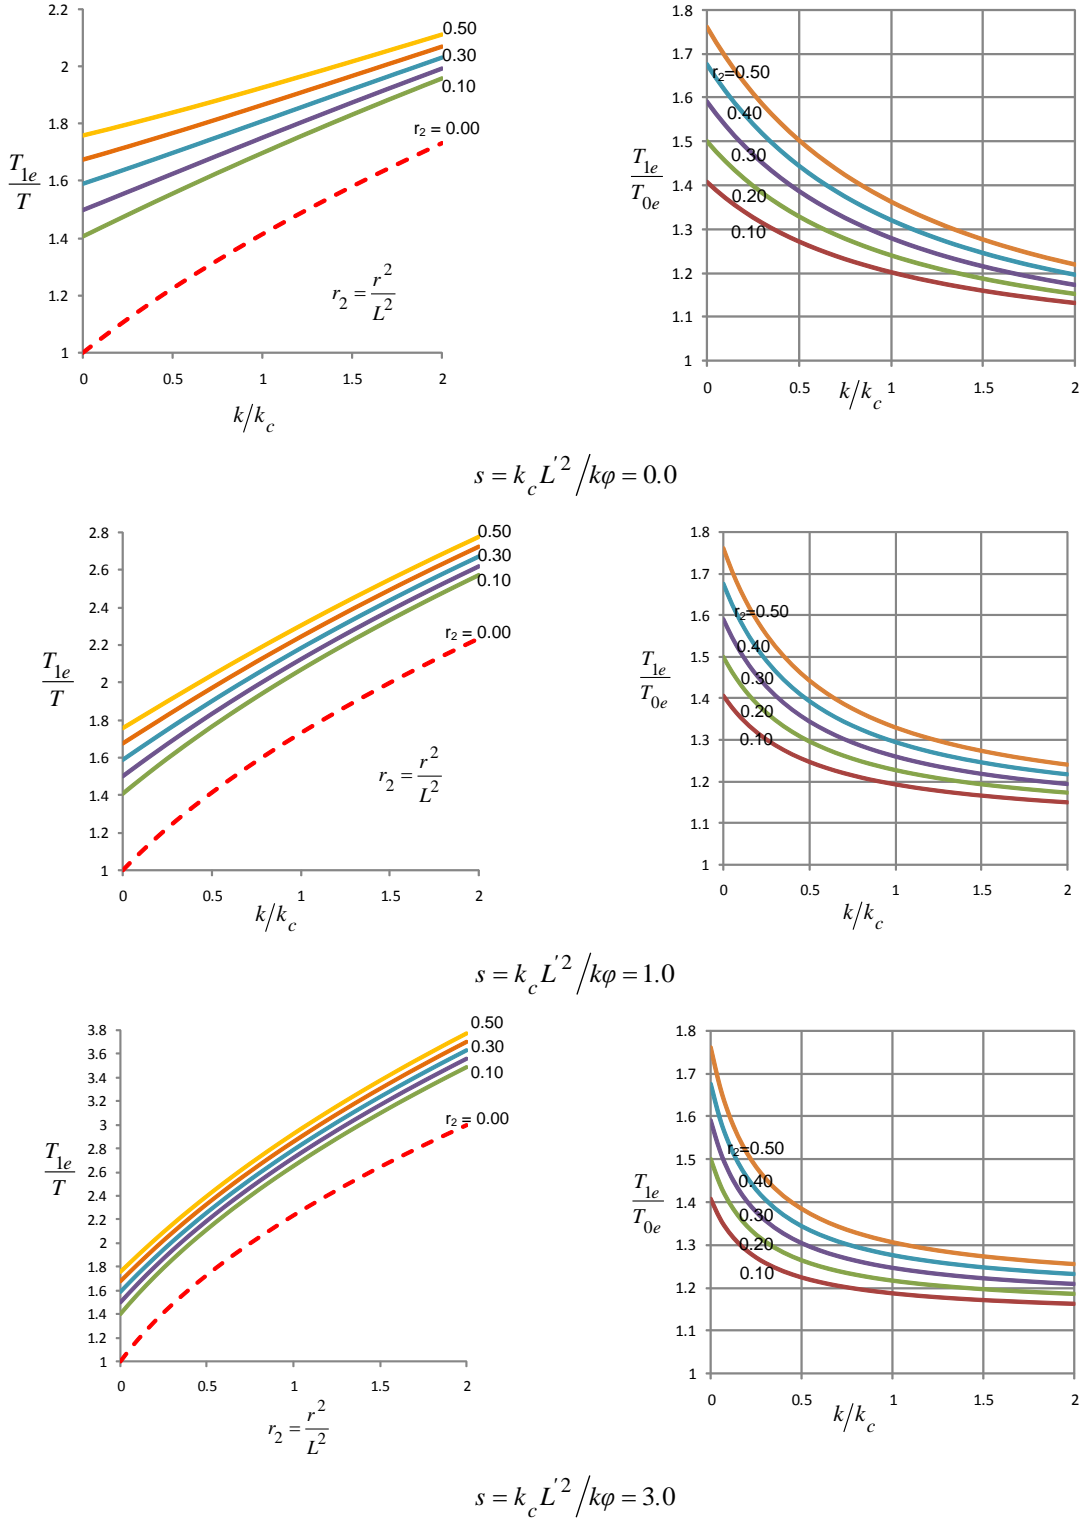 2.2
2
1.8
1.6
1.4
1.2
1
0.50
0.30
0.10
r₂ = 0.00
T₁ₑ/T
r₂ = r²/L²
0 0.5 1 1.5 2
k/k_c
1.8
1.7
1.6
1.5
1.4
1.3
1.2
1.1
1
r₂=0.50
0.40
0.30
0.20
0.10
T₁ₑ/T₀ₑ
0 0.5 1 1.5 2
k/k_c
s = k_c L'²/kφ = 0.0
2.8
2.6
2.4
2.2
2
1.8
1.6
1.4
1.2
1
0.50
0.30
0.10
r₂ = 0.00
T₁ₑ/T
r₂ = r²/L²
0 0.5 1 1.5 2
k/k_c
1.8
1.7
1.6
1.5
1.4
1.3
1.2
1.1
1
r₂=0.50
0.40
0.30
0.20
0.10
T₁ₑ/T₀ₑ
0 0.5 1 1.5 2
k/k_c
s = k_c L'²/kφ = 1.0
3.8
3.6
3.4
3.2
3
2.8
2.6
2.4
2.2
2
1.8
1.6
1.4
1.2
1
0.50
0.30
0.10
r₂ = 0.00
T₁ₑ/T
0 0.5 1 1.5 2
r₂ = r²/L²
1.8
1.7
1.6
1.5
1.4
1.3
1.2
1.1
1
r₂=0.50
0.40
0.30
0.20
0.10
T₁ₑ/T₀ₑ
0 0.5 1 1.5 2
k/k_c
s = k_c L'²/kφ = 3.0